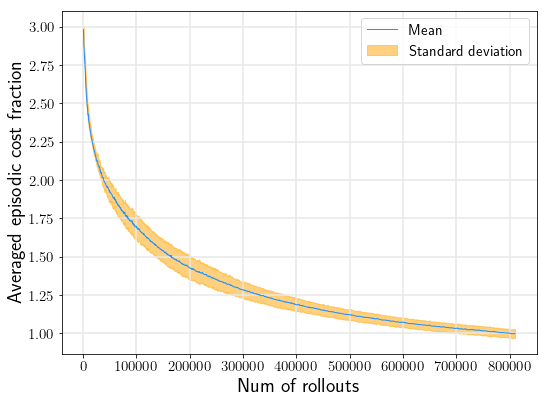 3.00
2.75
2.50
2.25
2.00
1.75
1.50
1.25
1.00
Averaged episodic cost fraction
Mean
Standard deviation
0 100000 200000 300000 400000 500000 600000 700000 800000
Num of rollouts